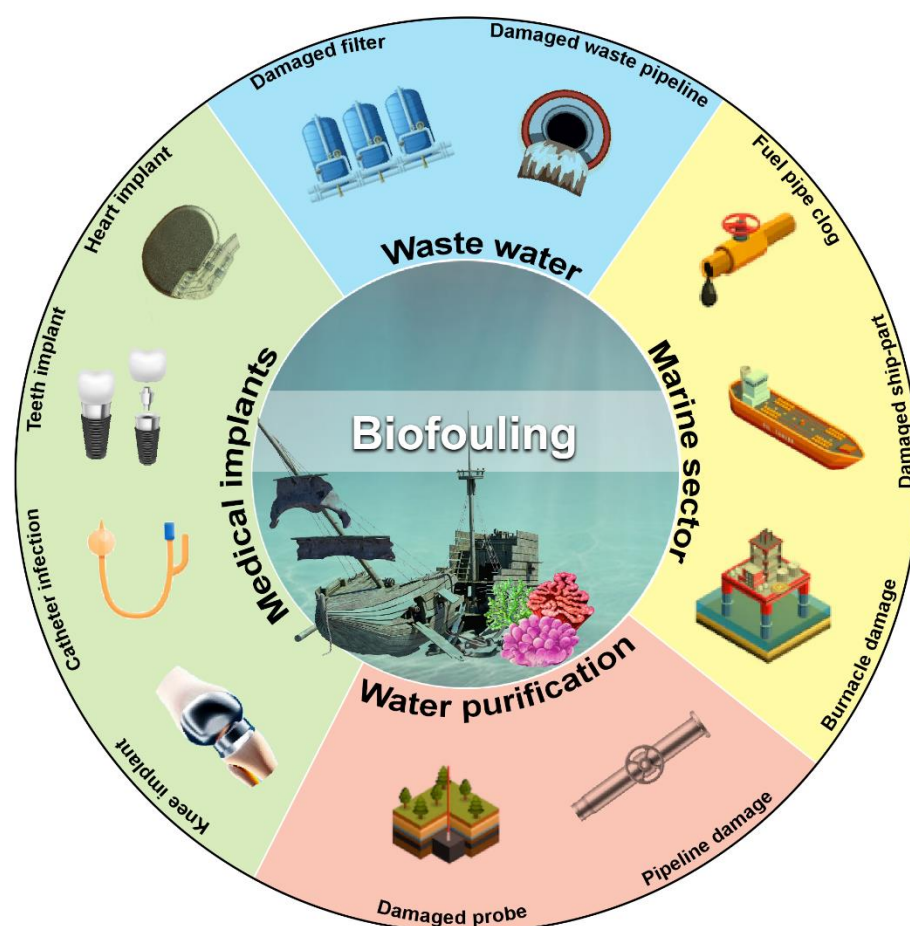 Biofouling
Waste water
Damaged filter
Damaged waste pipeline
Marine sector
Fuel pipe clog
Damaged ship-part
Burnacle damage
Water purification
Pipeline damage
Damaged probe
Medical implants
Knee implant
Catheter infection
Teeth implant
Heart implant